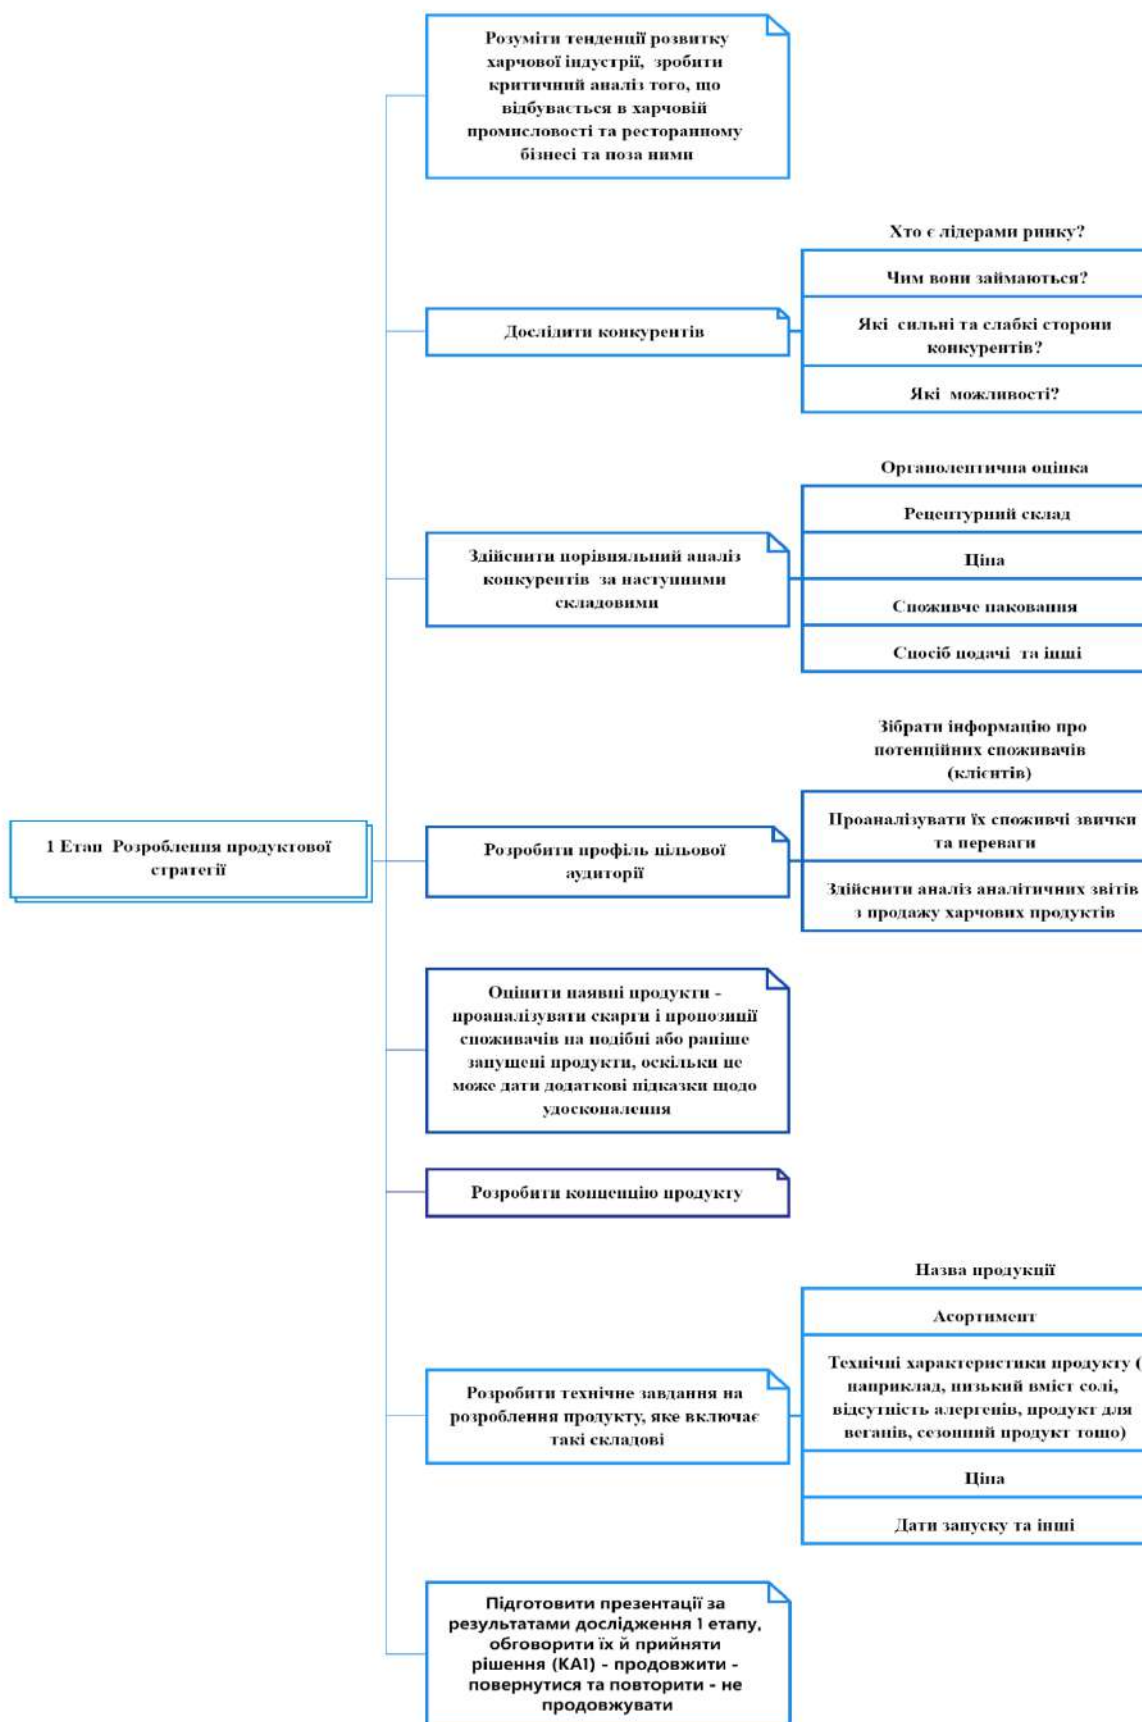 Розуміти тенденції розвитку
харчової індустрії, зробити
критичний аналіз того, що
відбувається в харчовій
промисловості та ресторанному
бізнесі та поза ними
Дослідити конкурентів
Хто є лідерами ринку?
Чим вони займаються?
Які сильні та слабкі сторони
конкурентів?
Які можливості?
Здійснити порівняльний аналіз
конкурентів за наступними
складовими
Органолептична оцінка
Рецептурний склад
Ціна
Споживче паковання
Спосіб подачі та інші
1 Етап Розроблення продуктової
стратегії
Розробити профіль цільової
аудиторії
Зібрати інформацію про
потенційних споживачів
(клієнтів)
Проаналізувати їх споживчі звички
та переваги
Здійснити аналіз аналітичних звітів
з продажу харчових продуктів
Оцінити наявні продукти -
проаналізувати скарги і пропозиції
споживачів на подібні або раніше
запущені продукти, оскільки це
може дати додаткові підказки щодо
удосконалення
Розробити концепцію продукту
Розробити технічне завдання на
розроблення продукту, яке включає
такі складові
Назва продукції
Асортимент
Технічні характеристики продукту (
наприклад, низький вміст солі,
відсутність алергенів, продукт для
веганів, сезонний продукт тощо)
Ціна
Дати запуску та інші
Підготовити презентації за
результатами дослідження 1 етапу,
обговорити їх й прийняти
рішення (КА1) - продовжити -
повернутися та повторити - не
продовжувати